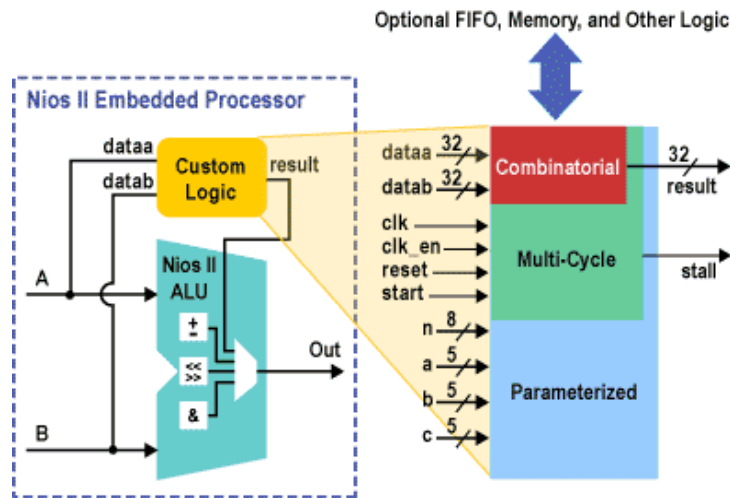 Optional FIFO, Memory, and Other Logic
Nios II Embedded Processor
dataa
datab
Custom
Logic
result
A
Nios II
ALU
+
−
<<
>>
&
Out
B
dataa 32
datab 32
clk
clk_en
reset
start
n 8
a 5
b 5
c 5
Combinatorial
Multi-Cycle
Parameterized
32
result
stall